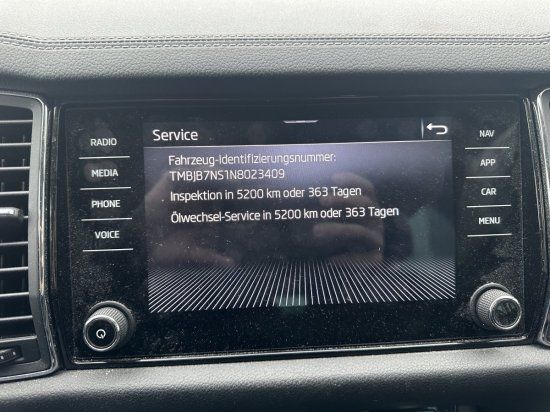 Service
RADIO
MEDIA
PHONE
VOICE
Fahrzeug-Identifizierungsnummer:
TMBJB7NS1N8023409
Inspektion in 5200 km oder 363 Tagen
Ölwechsel-Service in 5200 km oder 363 Tagen
NAV
APP
CAR
MENU